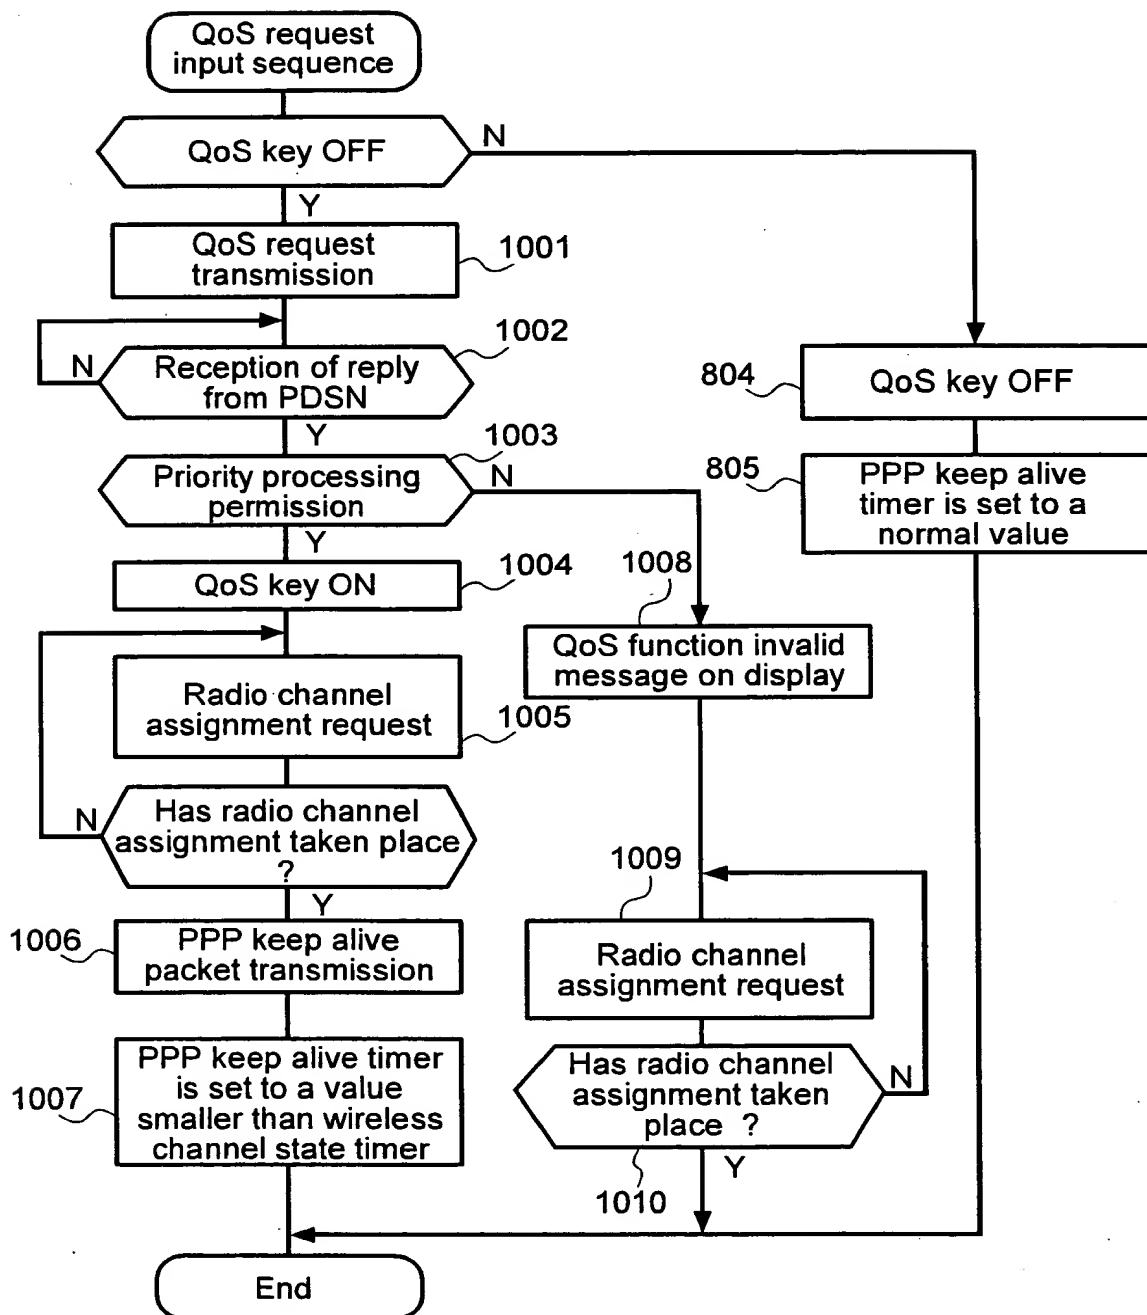 QoS request
input sequence
QoS key OFF
N
Y
QoS request
transmission
1001
1002
N
Reception of reply
from PDSN
Y
804
QoS key OFF
1003
Priority processing
permission
N
Y
805
PPP keep alive
timer is set to a
normal value
QoS key ON
1004
1008
QoS function invalid
message on display
Radio channel
assignment request
1005
N
Has radio channel
assignment taken place
?
Y
1009
Radio channel
assignment request
1006
PPP keep alive
packet transmission
Has radio channel
assignment taken
place ?
N
Y
1010
1007
PPP keep alive timer
is set to a value
smaller than wireless
channel state timer
End